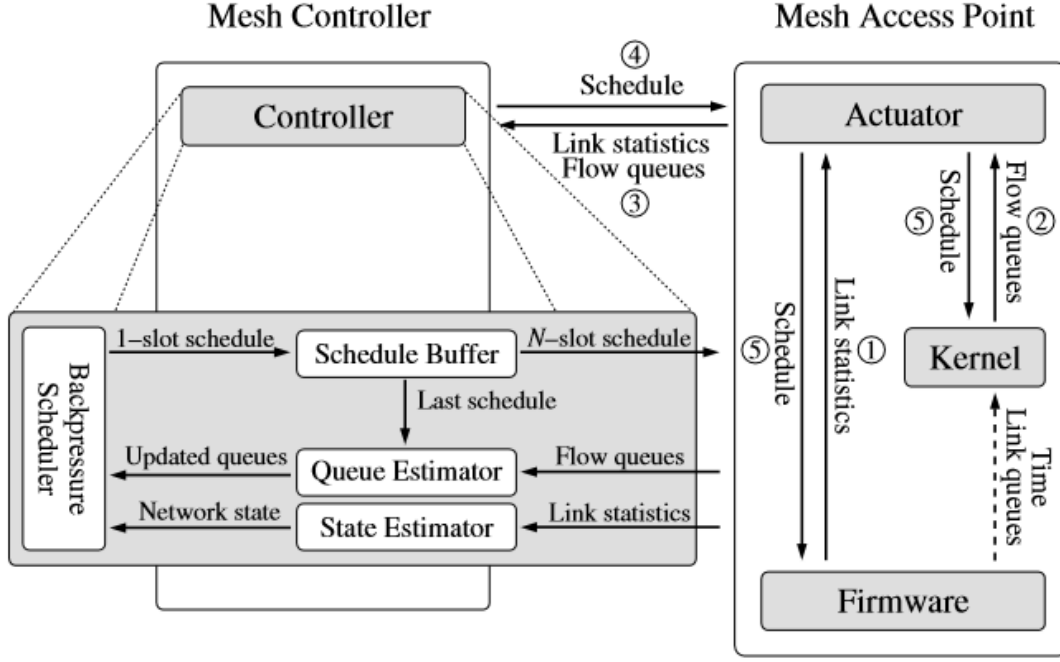 Mesh Controller
Mesh Access Point
④
Schedule
Controller
Link statistics
Flow queues
③
Actuator
Schedule
⑤
Flow queues
②
Schedule
⑤
Link statistics
①
Kernel
Time
Link queues
Firmware
Backpressure
Scheduler
1–slot schedule
Schedule Buffer
N–slot schedule
Last schedule
Updated queues
Queue Estimator
Flow queues
Network state
State Estimator
Link statistics